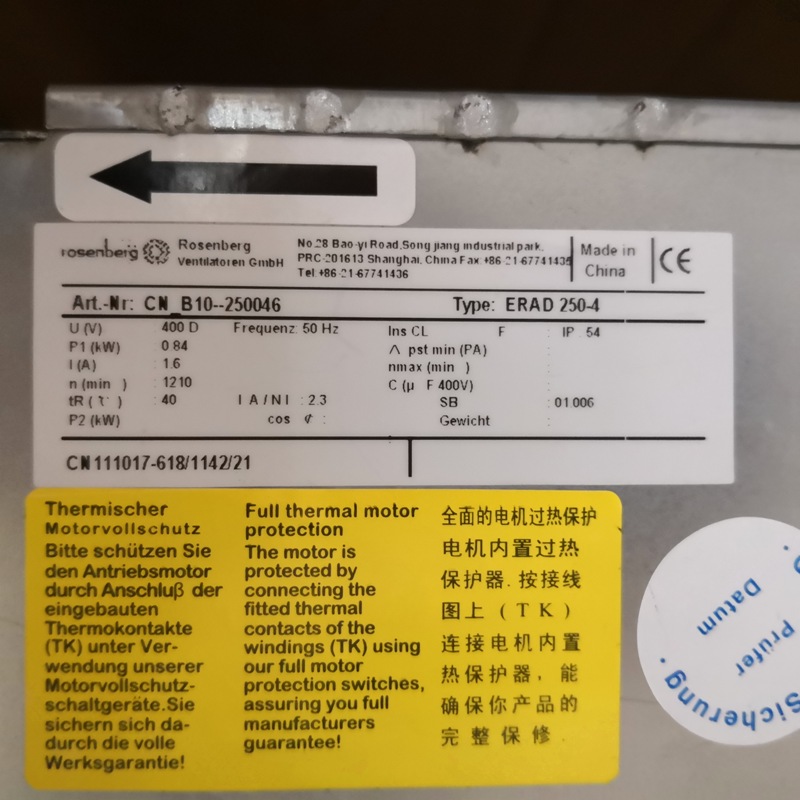 rosenberg
Rosenberg
Ventilatoren GmbH
No.28 Bao-yi Road,Song jiang industrial park.
PRC-201613 Shanghai, China Fax +86-21-67741435
Tel:+86-21-67741436
Made in
China
CE
Art.-Nr: CN_B10--250046 Type: ERAD 250-4
U (V) : 400 D Frequenz: 50 Hz Ins CL F : IP 54
P1 (kW) : 0.84 Λ pst min (PA) :
I (A) : 1.6 nmax (min ) :
n (min ) : 1210 C (μ F 400V) :
tR ( ℃ ) : 40 I A / N I : 2.3 SB : 01.006
P2 (kW) cos ¢ : Gewicht :
CN111017-618/1142/21
Thermischer
Motorvollschutz
Bitte schützen Sie
den Antriebsmotor
durch Anschluβ der
eingebauten
Thermokontakte
(TK) unter Ver-
wendung unserer
Motorvollschutz-
schaltgeräte.Sie
sichern sich da-
durch die volle
Werksgarantie!
Full thermal motor
protection
The motor is
protected by
connecting the
fitted thermal
contacts of the
windings (TK) using
our full motor
protection switches,
assuring you full
manufacturers
guarantee!
全面的电机过热保护
电机内置过热
保护器.按接线
图上 (TK)
连接电机内置
热保护器，能
确保你产品的
完整保修.
Datum
Prüfer
Sicherung.